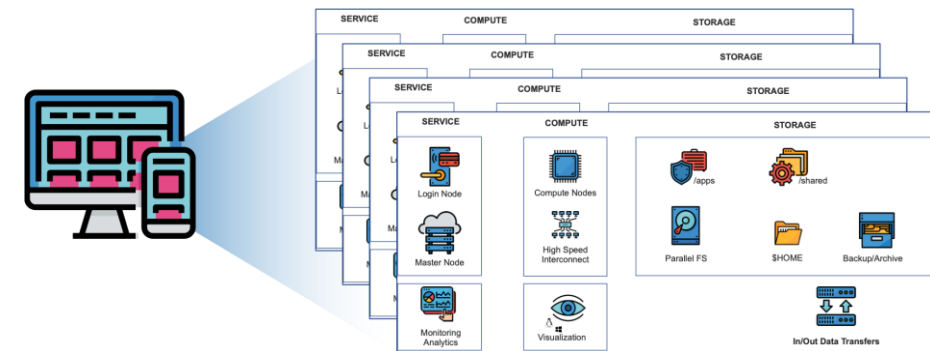 SERVICE COMPUTE STORAGE
SERVICE COMPUTE STORAGE
SERVICE COMPUTE STORAGE
SERVICE COMPUTE STORAGE
/apps /shared
Login Node Compute Nodes
Master Node High Speed Interconnect Parallel FS $HOME Backup/Archive
Monitoring Analytics Visualization
In/Out Data Transfers